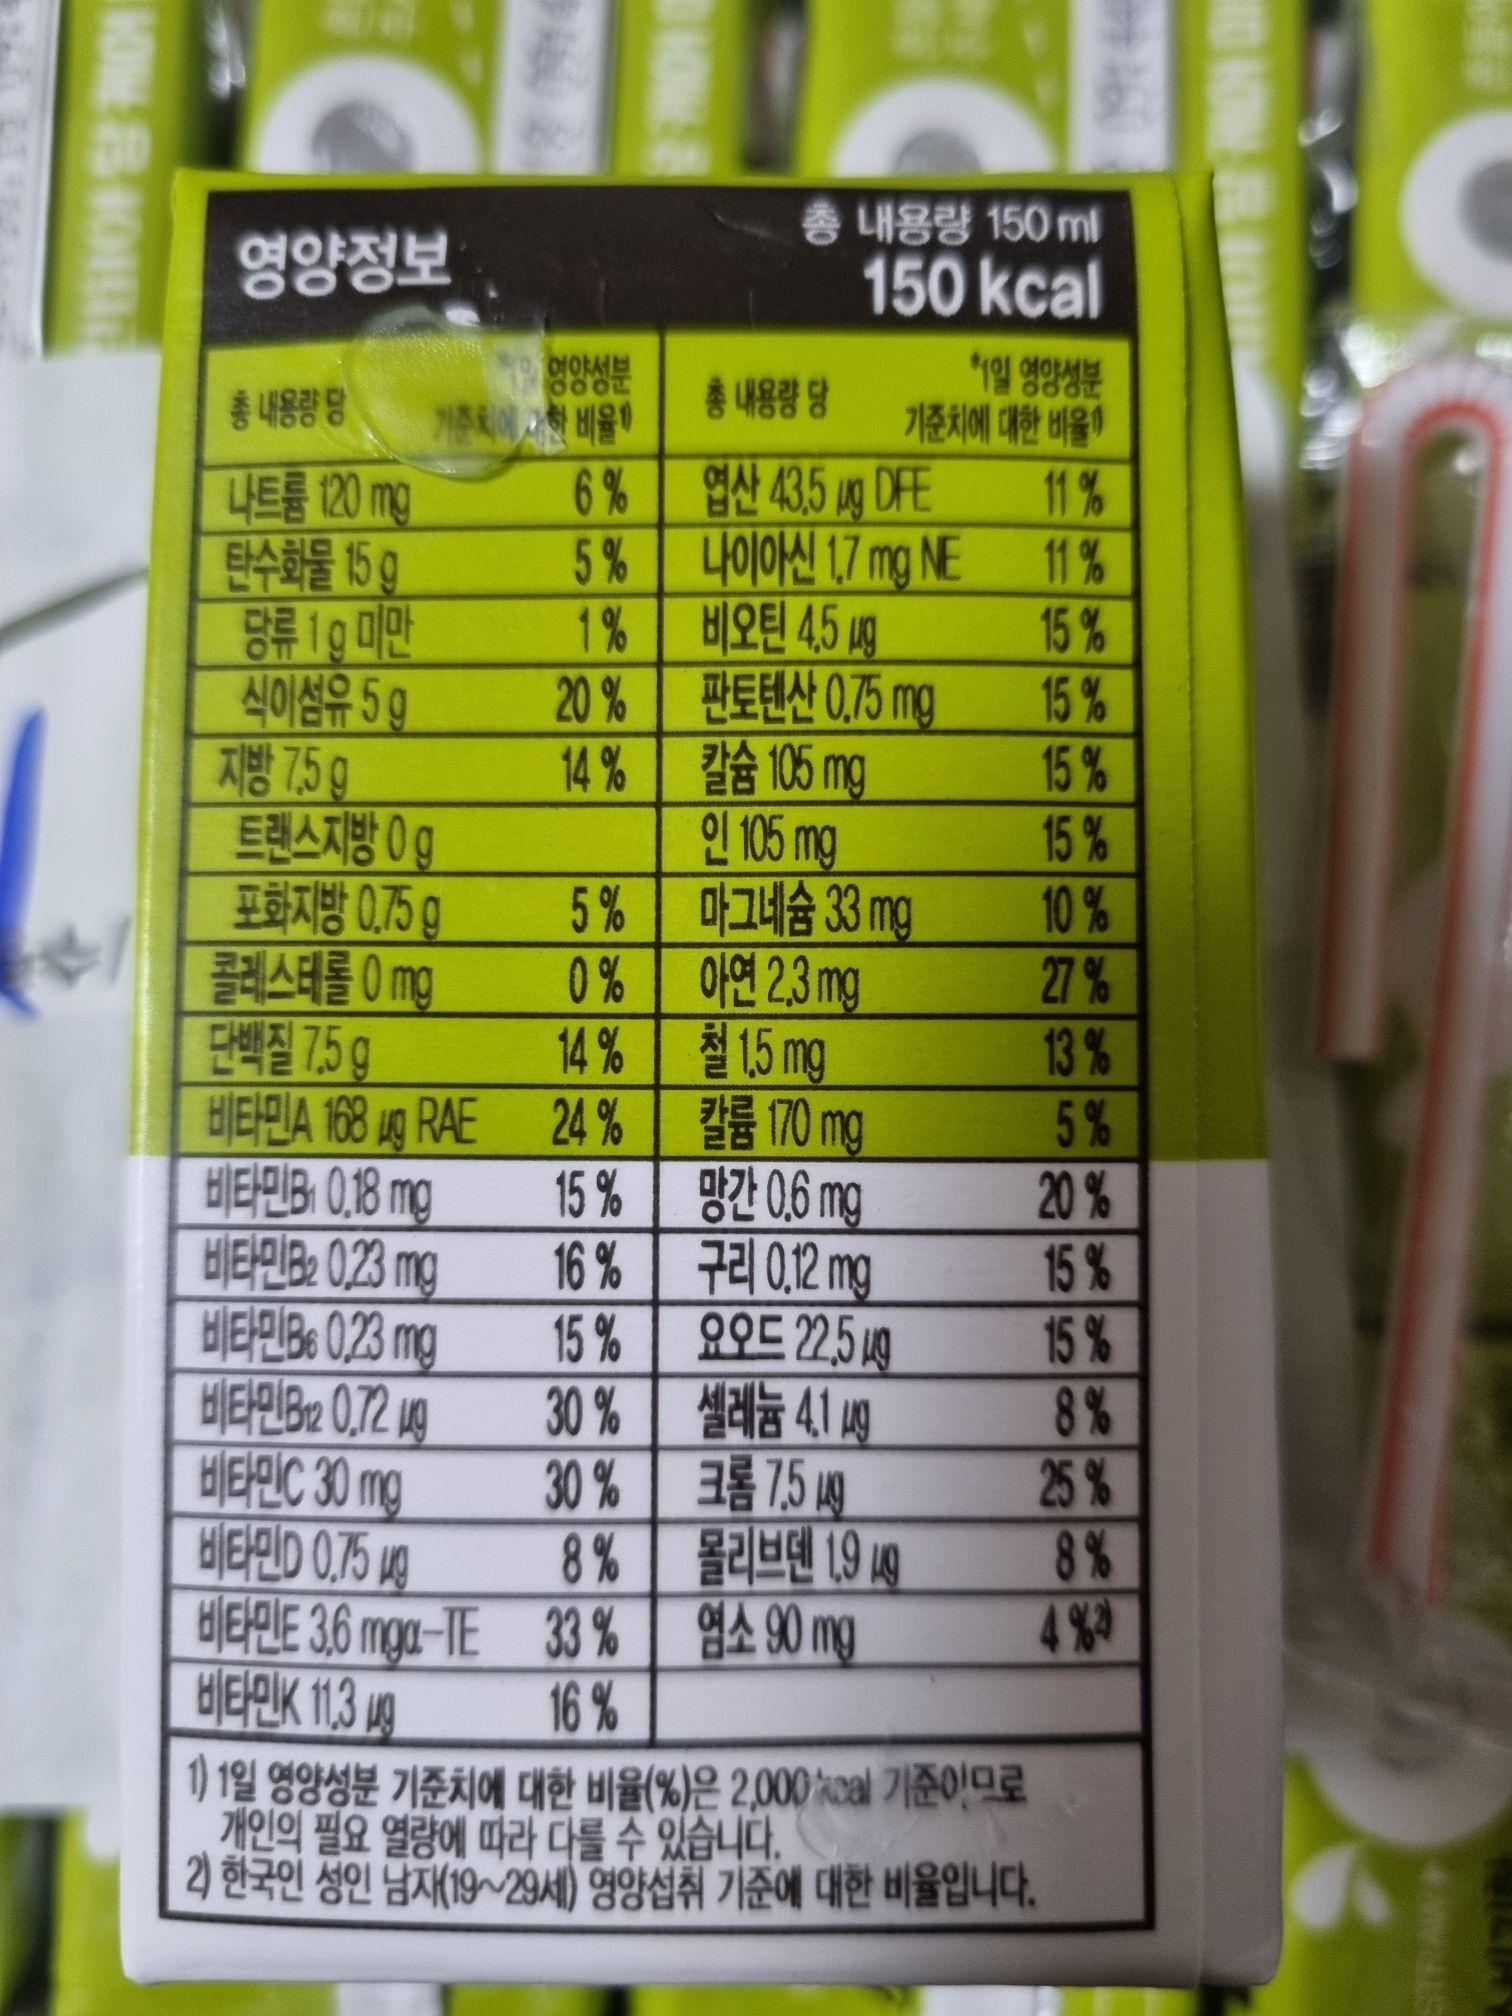 영양정보
총 내용량 150 ml
150 kcal
총 내용량 당
*1일 영양성분
기준치에 대한 비율1)
나트륨 120 mg 6 %
탄수화물 15 g 5 %
당류 1 g 미만 1 %
식이섬유 5 g 20 %
지방 7.5 g 14 %
트랜스지방 0 g
포화지방 0.75 g 5 %
콜레스테롤 0 mg 0 %
단백질 7.5 g 14 %
비타민A 168 μg RAE 24 %
비타민B1 0.18 mg 15 %
비타민B2 0.23 mg 16 %
비타민B6 0.23 mg 15 %
비타민B12 0.72 μg 30 %
비타민C 30 mg 30 %
비타민D 0.75 μg 8 %
비타민E 3.6 mgα-TE 33 %
비타민K 11.3 μg 16 %
총 내용량 당
*1일 영양성분
기준치에 대한 비율1)
엽산 43.5 μg DFE 11 %
나이아신 1.7 mg NE 11 %
비오틴 4.5 μg 15 %
판토텐산 0.75 mg 15 %
칼슘 105 mg 15 %
인 105 mg 15 %
마그네슘 33 mg 10 %
아연 2.3 mg 27 %
철 1.5 mg 13 %
칼륨 170 mg 5 %
망간 0.6 mg 20 %
구리 0.12 mg 15 %
요오드 22.5 μg 15 %
셀레늄 4.1 μg 8 %
크롬 7.5 μg 25 %
몰리브덴 1.9 μg 8 %
염소 90 mg 4 %2)
1) 1일 영양성분 기준치에 대한 비율(%)은 2,000 kcal 기준이므로
개인의 필요 열량에 따라 다를 수 있습니다.
2) 한국인 성인 남자(19~29세) 영양섭취 기준에 대한 비율입니다.